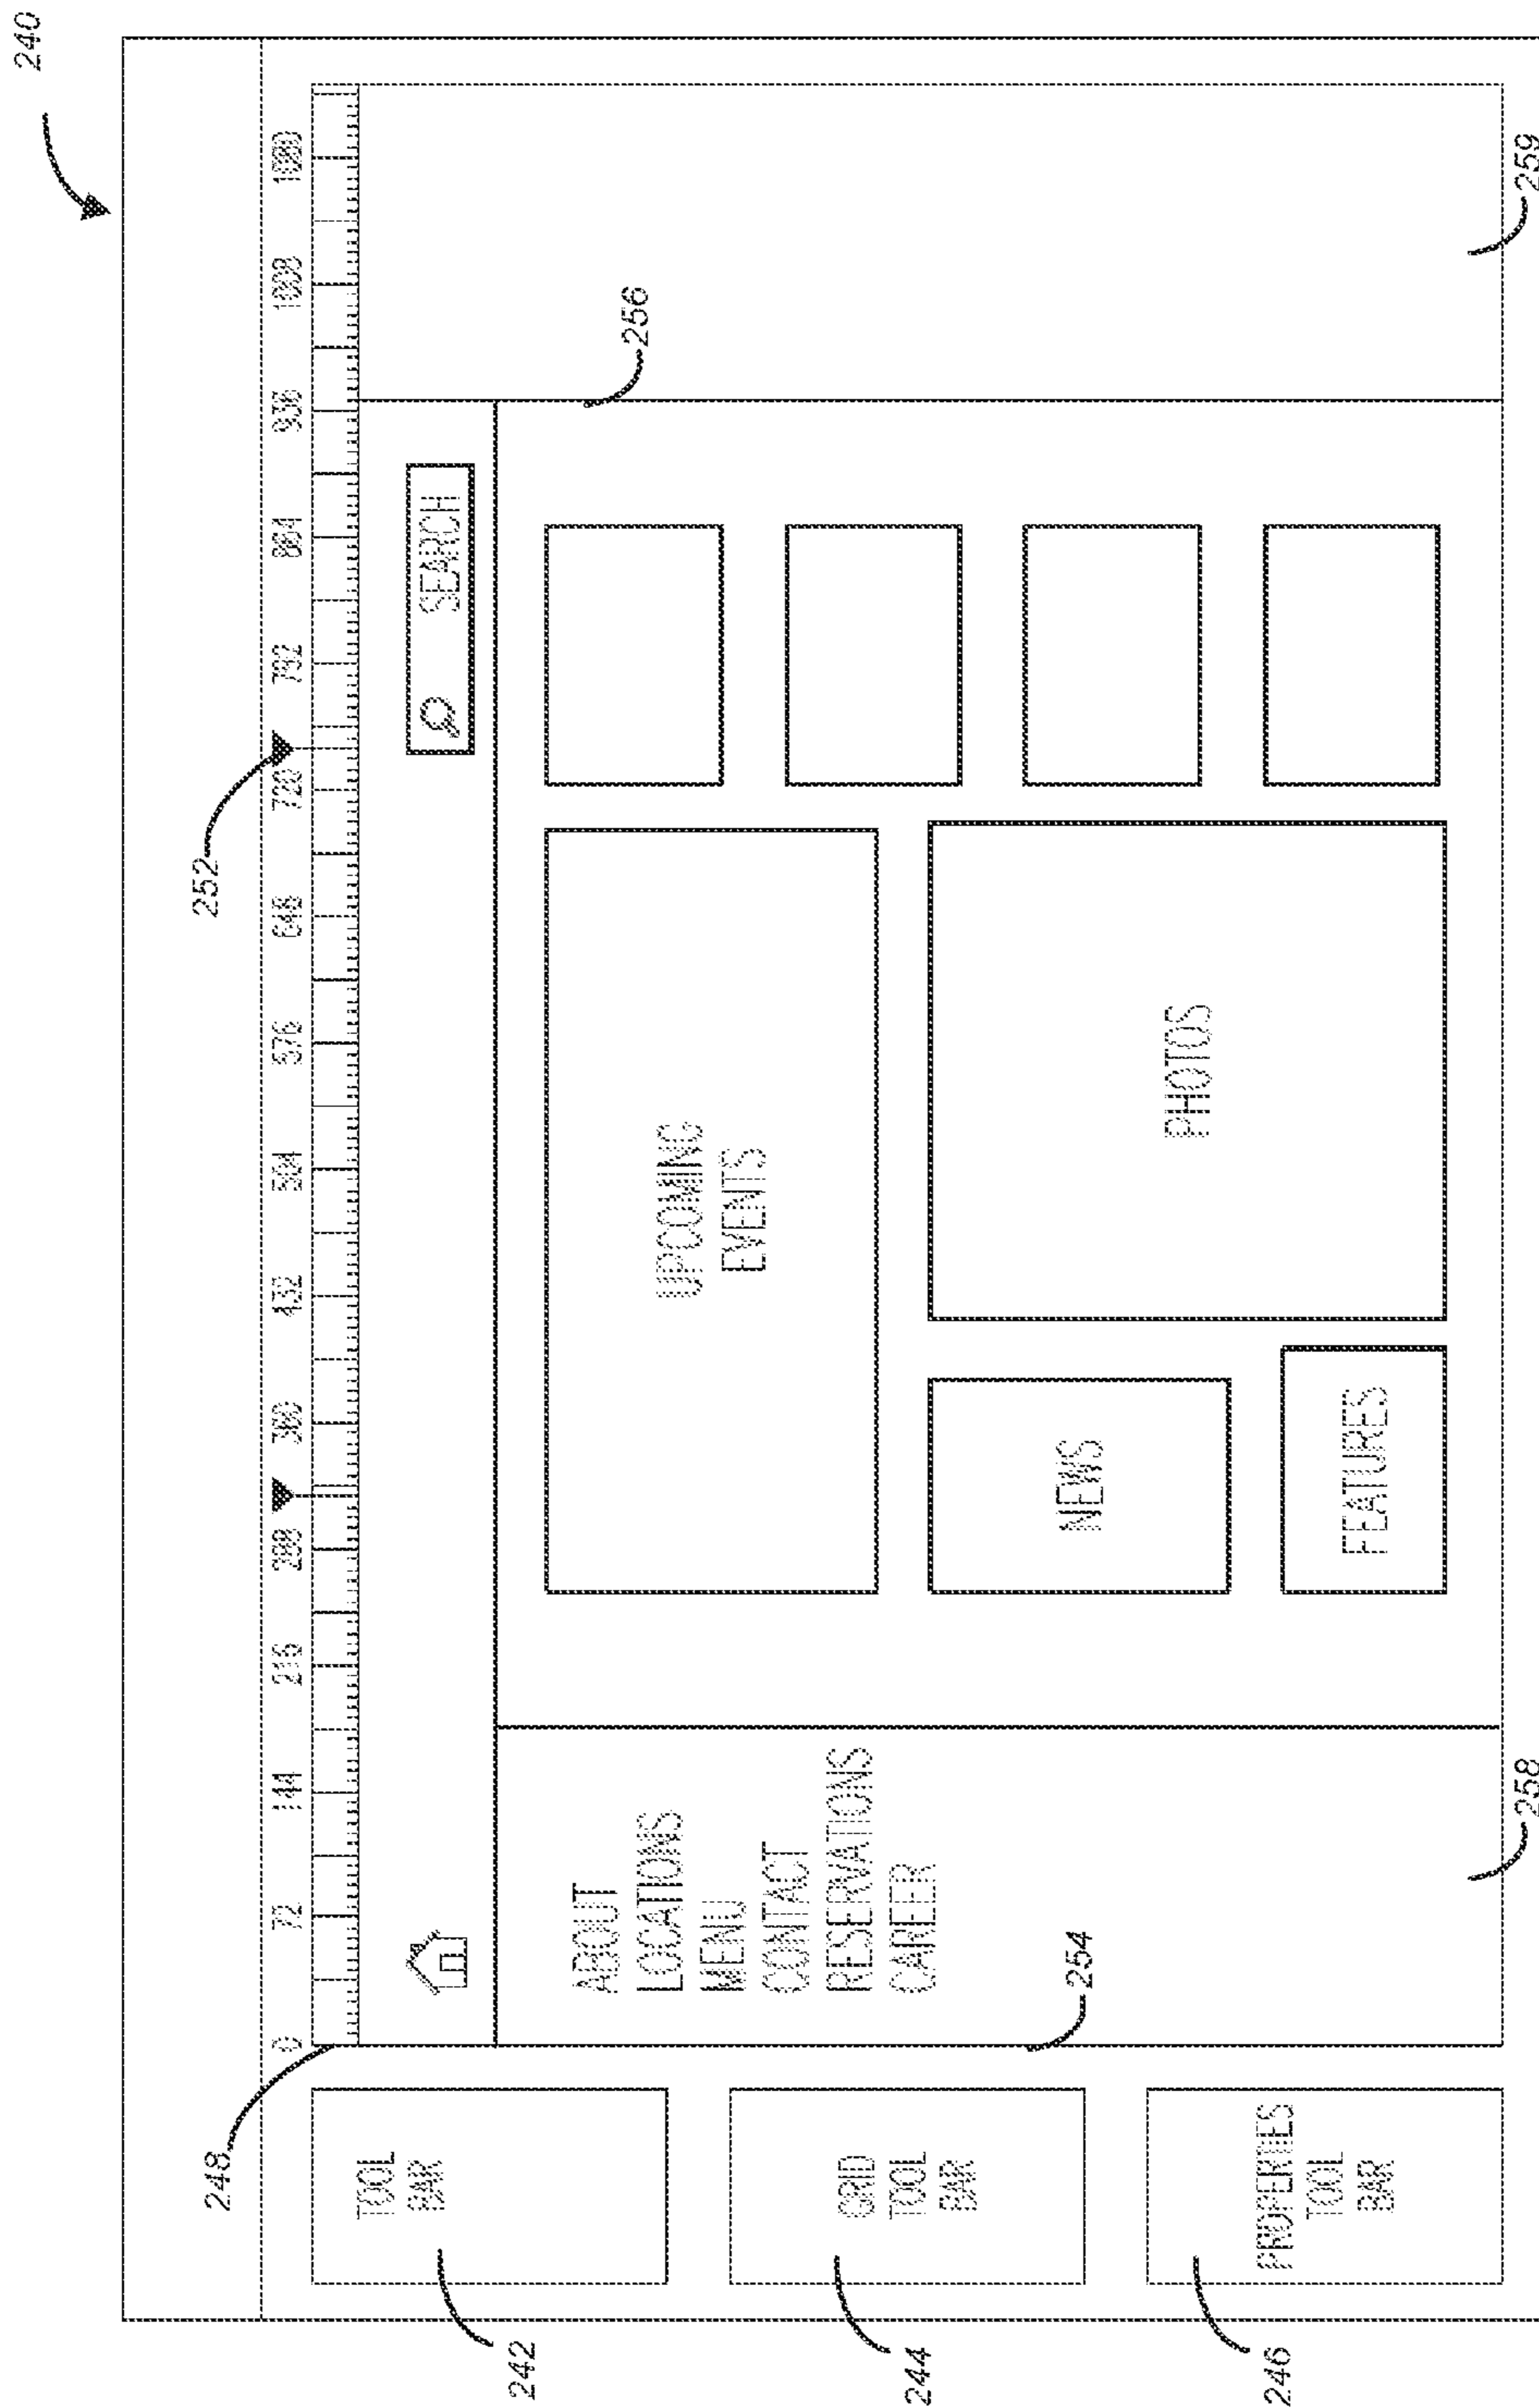 240
248
252
0 72 144 216 288 360 432 504 576 648 720 792 864 936 1008 1080
TOOL
BAR
242
SEARCH
256
ABOUT
LOCATIONS
MENU
CONTACT
RESERVATIONS
CAREER
UPCOMING
EVENTS
GRID
TOOL
BAR
244
254
NEWS
PHOTOS
PROPERTIES
TOOL
BAR
246
FEATURES
258
259